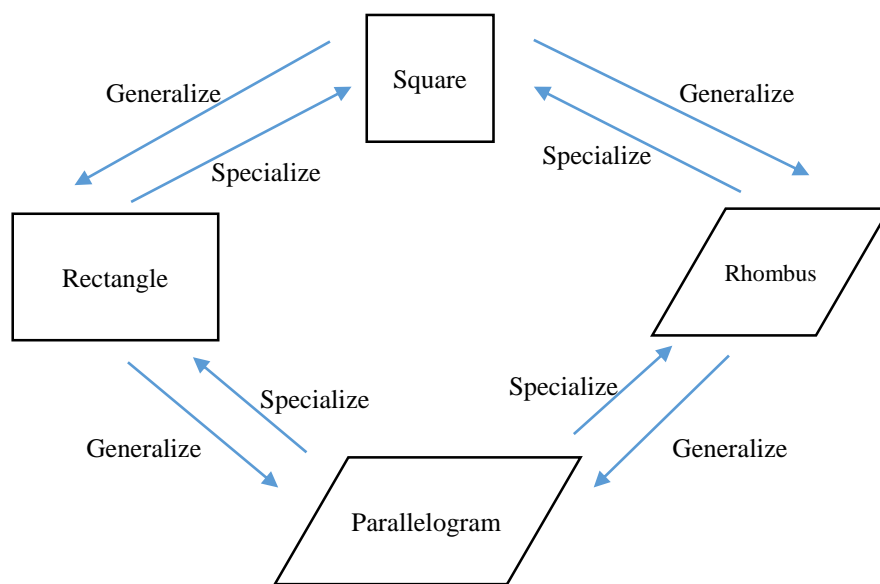 Square
Generalize
Generalize
Specialize
Specialize
Rectangle
Rhombus
Specialize
Specialize
Generalize
Generalize
Parallelogram